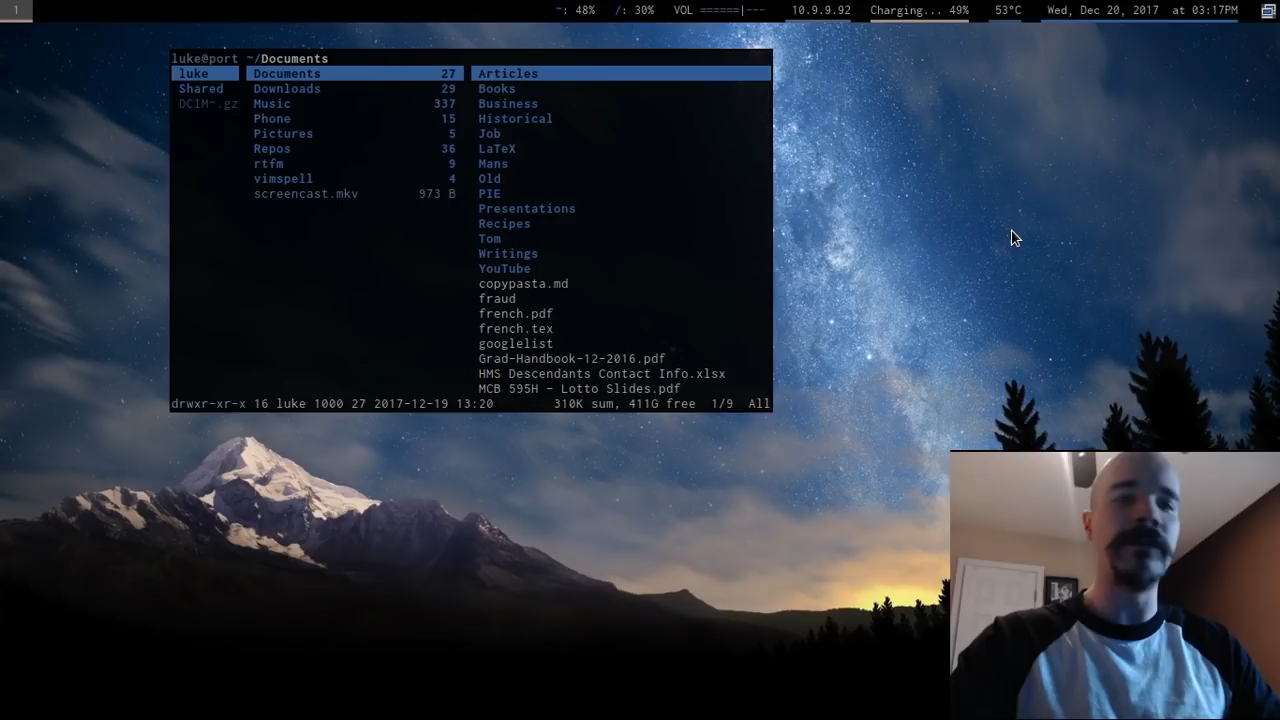 1 ~: 48% /: 30% VOL ======|--- 10.9.9.92 Charging... 49% 53°C Wed, Dec 20, 2017 at 03:17PM
luke@port ~/Documents
luke Documents 27 Articles
Shared Downloads 29 Books
DCIM~.gz Music 337 Business
Phone 15 Historical
Pictures 5 Job
Repos 36 LaTeX
rtfm 9 Mans
vimspell 4 Old
screencast.mkv 973 B PIE
Presentations
Recipes
Tom
Writings
YouTube
copypasta.md
fraud
french.pdf
french.tex
googlelist
Grad-Handbook-12-2016.pdf
HMS Descendants Contact Info.xlsx
MCB 595H - Lotto Slides.pdf
drwxr-xr-x 16 luke 1000 27 2017-12-19 13:20 310K sum, 411G free 1/9 All